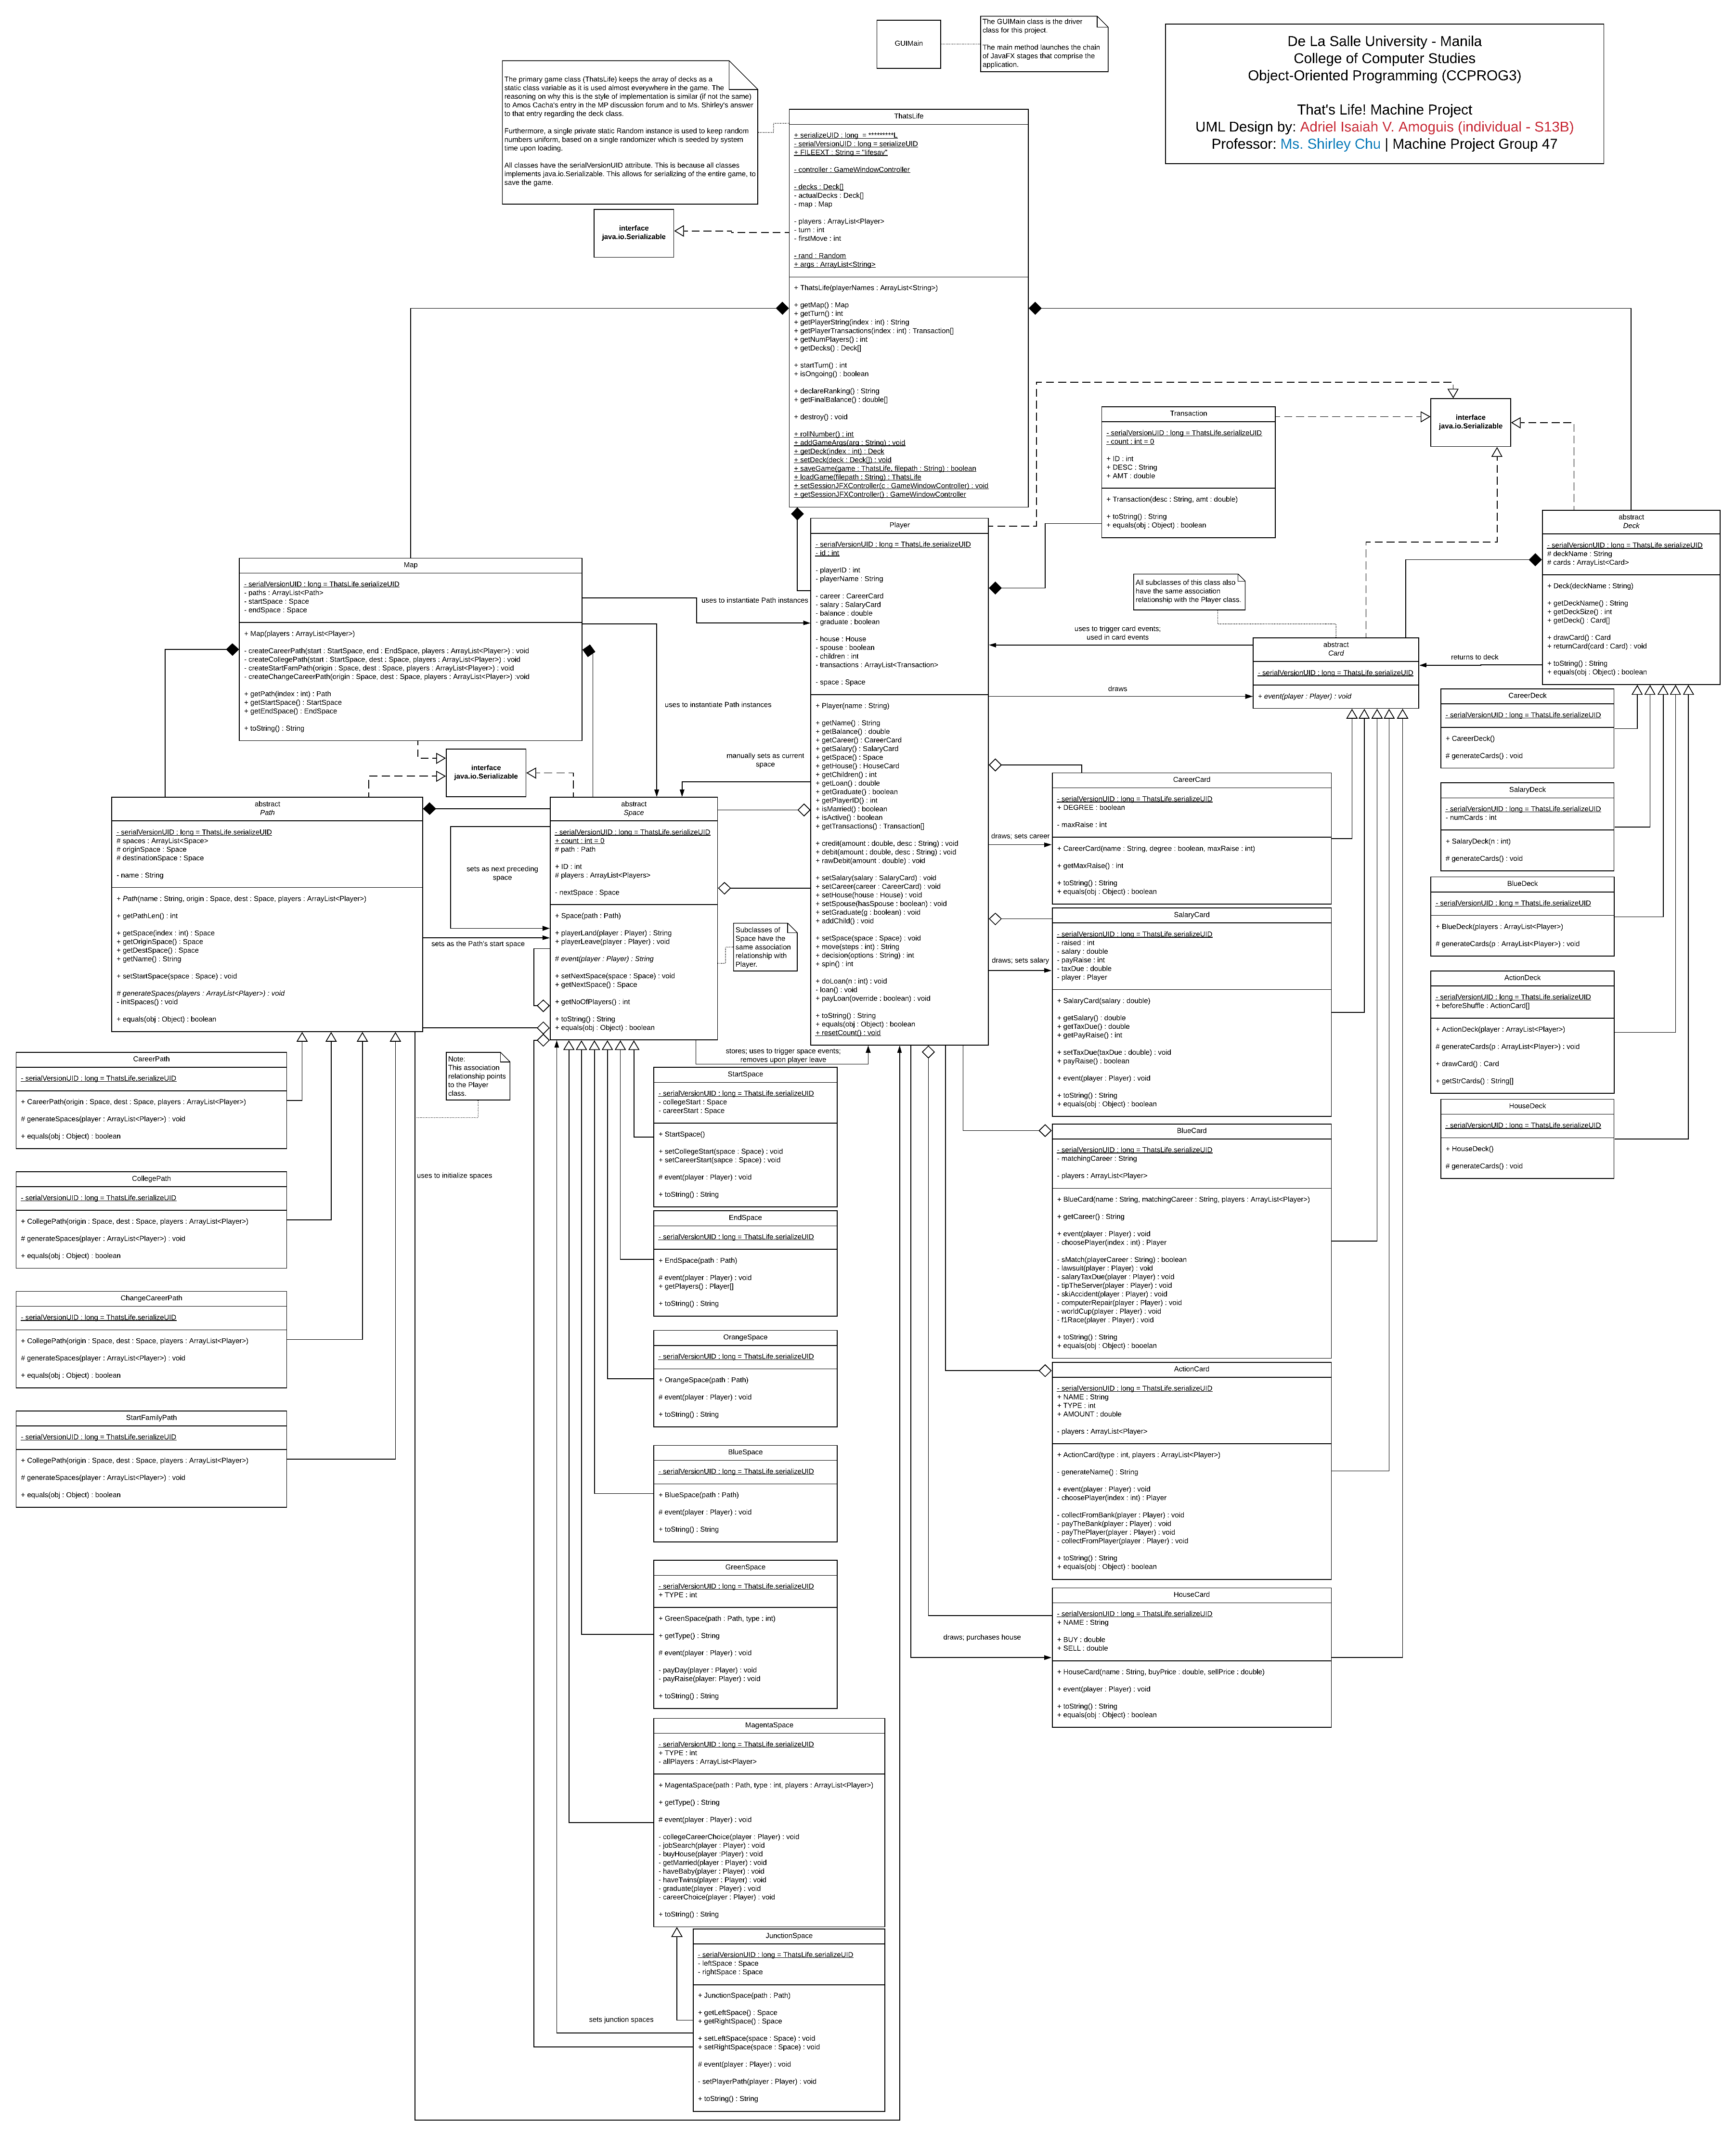 GUIMain
The GUIMain class is the driver
class for this project.
The main method launches the chain
of JavaFX stages that comprise the
application.
De La Salle University - Manila
College of Computer Studies
Object-Oriented Programming (CCPROG3)
That's Life! Machine Project
UML Design by: Adriel Isaiah V. Amoguis (individual - S13B)
Professor: Ms. Shirley Chu | Machine Project Group 47
The primary game class (ThatsLife) keeps the array of decks as a
static class variable as it is used almost everywhere in the game. The
reasoning on why this is the style of implementation is similar (if not the same)
to Amos Cacha's entry in the MP discussion forum and to Ms. Shirley's answer
to that entry regarding the deck class.
Furthermore, a single private static Random instance is used to keep random
numbers uniform, based on a single randomizer which is seeded by system
time upon loading.
All classes have the serialVersionUID attribute. This is because all classes
implements java.io.Serializable. This allows for serializing of the entire game, to
save the game.
interface
java.io.Serializable
ThatsLife
+ serializeUID : long = *********L
- serialVersionUID : long = serializeUID
+ FILEEXT : String = "lifesav"
- controller : GameWindowController
- decks : Deck[]
- actualDecks : Deck[]
- map : Map
- players : ArrayList<Player>
- turn : int
- firstMove : int
- rand : Random
+ args : ArrayList<String>
+ ThatsLife(playerNames : ArrayList<String>)
+ getMap() : Map
+ getTurn() : int
+ getPlayerString(index : int) : String
+ getPlayerTransactions(index : int) : Transaction[]
+ getNumPlayers() : int
+ getDecks() : Deck[]
+ startTurn() : int
+ isOngoing() : boolean
+ declareRanking() : String
+ getFinalBalance() : double[]
+ destroy() : void
+ rollNumber() : int
+ addGameArgs(arg : String) : void
+ getDeck(index : int) : Deck
+ setDeck(deck : Deck[]) : void
+ saveGame(game : ThatsLife, filepath : String) : boolean
+ loadGame(filepath : String) : ThatsLife
+ setSessionJFXController(c : GameWindowController) : void
+ getSessionJFXController() : GameWindowController
Transaction
- serialVersionUID : long = ThatsLife.serializeUID
- count : int = 0
+ ID : int
+ DESC : String
+ AMT : double
+ Transaction(desc : String, amt : double)
+ toString() : String
+ equals(obj : Object) : boolean
interface
java.io.Serializable
abstract
Deck
- serialVersionUID : long = ThatsLife.serializeUID
# deckName : String
# cards : ArrayList<Card>
+ Deck(deckName : String)
+ getDeckName() : String
+ getDeckSize() : int
+ getDeck() : Card[]
+ drawCard() : Card
+ returnCard(card : Card) : void
+ toString() : String
+ equals(obj : Object) : boolean
Player
- serialVersionUID : long = ThatsLife.serializeUID
- id : int
- playerID : int
- playerName : String
- career : CareerCard
- salary : SalaryCard
- balance : double
- graduate : boolean
- house : House
- spouse : boolean
- children : int
- transactions : ArrayList<Transaction>
- space : Space
+ Player(name : String)
+ getName() : String
+ getBalance() : double
+ getCareer() : CareerCard
+ getSalary() : SalaryCard
+ getSpace() : Space
+ getHouse() : HouseCard
+ getChildren() : int
+ getLoan() : double
+ getGraduate() : boolean
+ getPlayerID() : int
+ isMarried() : boolean
+ isActive() : boolean
+ getTransactions() : Transaction[]
+ credit(amount : double, desc : String) : void
+ debit(amount : double, desc : String) : void
+ rawDebit(amount : double) : void
+ setSalary(salary : SalaryCard) : void
+ setCareer(career : CareerCard) : void
+ setHouse(house : House) : void
+ setSpouse(hasSpouse : boolean) : void
+ setGraduate(g : boolean) : void
+ addChild() : void
+ setSpace(space : Space) : void
+ move(steps : int) : String
+ decision(options : String) : int
+ spin() : int
+ doLoan(n : int) : void
- loan() : void
+ payLoan(override : boolean) : void
+ toString() : String
+ equals(obj : Object) : boolean
+ resetCount() : void
Map
- serialVersionUID : long = ThatsLife.serializeUID
- paths : ArrayList<Path>
- startSpace : Space
- endSpace : Space
+ Map(players : ArrayList<Player>)
- createCareerPath(start : StartSpace, end : EndSpace, players : ArrayList<Player>) : void
- createCollegePath(start : StartSpace, dest : Space, players : ArrayList<Player>) : void
- createStartFamPath(origin : Space, dest : Space, players : ArrayList<Player>) : void
- createChangeCareerPath(origin : Space, dest : Space, players : ArrayList<Player>) :void
+ getPath(index : int) : Path
+ getStartSpace() : StartSpace
+ getEndSpace() : EndSpace
+ toString() : String
uses to instantiate Path instances
uses to instantiate Path instances
All subclasses of this class also
have the same association
relationship with the Player class.
uses to trigger card events;
used in card events
draws
returns to deck
abstract
Card
- serialVersionUID : long = ThatsLife.serializeUID
+ event(player : Player) : void
CareerDeck
- serialVersionUID : long = ThatsLife.serializeUID
+ CareerDeck()
# generateCards() : void
SalaryDeck
- serialVersionUID : long = ThatsLife.serializeUID
- numCards : int
+ SalaryDeck(n : int)
# generateCards() : void
BlueDeck
- serialVersionUID : long = ThatsLife.serializeUID
+ BlueDeck(players : ArrayList<Player>)
# generateCards(p : ArrayList<Player>) : void
ActionDeck
- serialVersionUID : long = ThatsLife.serializeUID
+ beforeShuffle : ActionCard[]
+ ActionDeck(player : ArrayList<Player>)
# generateCards(p : ArrayList<Player>) : void
+ drawCard() : Card
+ getStrCards() : String[]
HouseDeck
- serialVersionUID : long = ThatsLife.serializeUID
+ HouseDeck()
# generateCards() : void
manually sets as current
space
interface
java.io.Serializable
abstract
Path
- serialVersionUID : long = ThatsLife.serializeUID
# spaces : ArrayList<Space>
# originSpace : Space
# destinationSpace : Space
- name : String
+ Path(name : String, origin : Space, dest : Space, players : ArrayList<Player>)
+ getPathLen() : int
+ getSpace(index : int) : Space
+ getOriginSpace() : Space
+ getDestSpace() : Space
+ getName() : String
+ setStartSpace(space : Space) : void
# generateSpaces(players : ArrayList<Player>) : void
- initSpaces() : void
+ equals(obj : Object) : boolean
sets as next preceding
space
sets as the Path's start space
abstract
Space
- serialVersionUID : long = ThatsLife.serializeUID
+ count : int = 0
# path : Path
+ ID : int
# players : ArrayList<Players>
- nextSpace : Space
+ Space(path : Path)
+ playerLand(player : Player) : String
+ playerLeave(player : Player) : void
# event(player : Player) : String
+ setNextSpace(space : Space) : void
+ getNextSpace() : Space
+ getNoOfPlayers() : int
+ toString() : String
+ equals(obj : Object) : boolean
Subclasses of
Space have the
same association
relationship with
Player.
stores; uses to trigger space events;
removes upon player leave
Note:
This association
relationship points
to the Player
class.
uses to initialize spaces
CareerPath
- serialVersionUID : long = ThatsLife.serializeUID
+ CareerPath(origin : Space, dest : Space, players : ArrayList<Player>)
# generateSpaces(player : ArrayList<Player>) : void
+ equals(obj : Object) : boolean
CollegePath
- serialVersionUID : long = ThatsLife.serializeUID
+ CollegePath(origin : Space, dest : Space, players : ArrayList<Player>)
# generateSpaces(player : ArrayList<Player>) : void
+ equals(obj : Object) : boolean
ChangeCareerPath
- serialVersionUID : long = ThatsLife.serializeUID
+ CollegePath(origin : Space, dest : Space, players : ArrayList<Player>)
# generateSpaces(player : ArrayList<Player>) : void
+ equals(obj : Object) : boolean
StartFamilyPath
- serialVersionUID : long = ThatsLife.serializeUID
+ CollegePath(origin : Space, dest : Space, players : ArrayList<Player>)
# generateSpaces(player : ArrayList<Player>) : void
+ equals(obj : Object) : boolean
StartSpace
- serialVersionUID : long = ThatsLife.serializeUID
- collegeStart : Space
- careerStart : Space
+ StartSpace()
+ setCollegeStart(space : Space) : void
+ setCareerStart(sapce : Space) : void
# event(player : Player) : void
+ toString() : String
EndSpace
- serialVersionUID : long = ThatsLife.serializeUID
+ EndSpace(path : Path)
# event(player : Player) : void
+ getPlayers() : Player[]
+ toString() : String
OrangeSpace
- serialVersionUID : long = ThatsLife.serializeUID
+ OrangeSpace(path : Path)
# event(player : Player) : void
+ toString() : String
BlueSpace
- serialVersionUID : long = ThatsLife.serializeUID
+ BlueSpace(path : Path)
# event(player : Player) : void
+ toString() : String
GreenSpace
- serialVersionUID : long = ThatsLife.serializeUID
+ TYPE : int
+ GreenSpace(path : Path, type : int)
+ getType() : String
# event(player : Player) : void
- payDay(player : Player) : void
- payRaise(player: Player) : void
+ toString() : String
MagentaSpace
- serialVersionUID : long = ThatsLife.serializeUID
+ TYPE : int
- allPlayers : ArrayList<Player>
+ MagentaSpace(path : Path, type : int, players : ArrayList<Player>)
+ getType() : String
# event(player : Player) : void
- collegeCareerChoice(player : Player) : void
- jobSearch(player : Player) : void
- buyHouse(player :Player) : void
- getMarried(player : Player) : void
- haveBaby(player : Player) : void
- haveTwins(player : Player) : void
- graduate(player : Player) : void
- careerChoice(player : Player) : void
+ toString() : String
JunctionSpace
- serialVersionUID : long = ThatsLife.serializeUID
- leftSpace : Space
- rightSpace : Space
+ JunctionSpace(path : Path)
+ getLeftSpace() : Space
+ getRightSpace() : Space
+ setLeftSpace(space : Space) : void
+ setRightSpace(space : Space) : void
# event(player : Player) : void
- setPlayerPath(player : Player) : void
+ toString() : String
sets junction spaces
draws; sets career
CareerCard
- serialVersionUID : long = ThatsLife.serializeUID
+ DEGREE : boolean
- maxRaise : int
+ CareerCard(name : String, degree : boolean, maxRaise : int)
+ getMaxRaise() : int
+ toString() : String
+ equals(obj : Object) : boolean
draws; sets salary
SalaryCard
- serialVersionUID : long = ThatsLife.serializeUID
- raised : int
- salary : double
- payRaise : int
- taxDue : double
- player : Player
+ SalaryCard(salary : double)
+ getSalary() : double
+ getTaxDue() : double
+ getPayRaise() : int
+ setTaxDue(taxDue : double) : void
+ payRaise() : boolean
+ event(player : Player) : void
+ toString() : String
+ equals(obj : Object) : boolean
BlueCard
- serialVersionUID : long = ThatsLife.serializeUID
- matchingCareer : String
- players : ArrayList<Player>
+ BlueCard(name : String, matchingCareer : String, players : ArrayList<Player>)
+ getCareer() : String
+ event(player : Player) : void
- choosePlayer(index : int) : Player
- sMatch(playerCareer : String) : boolean
- lawsuit(player : Player) : void
- salaryTaxDue(player : Player) : void
- tipTheServer(player : Player) : void
- skiAccident(player : Player) : void
- computerRepair(player : Player) : void
- worldCup(player : Player) : void
- f1Race(player : Player) : void
+ toString() : String
+ equals(obj : Object) : booelan
ActionCard
- serialVersionUID : long = ThatsLife.serializeUID
+ NAME : String
+ TYPE : int
+ AMOUNT : double
- players : ArrayList<Player>
+ ActionCard(type : int, players : ArrayList<Player>)
- generateName() : String
+ event(player : Player) : void
- choosePlayer(index : int) : Player
- collectFromBank(player : Player) : void
- payTheBank(player : Player) : void
- payThePlayer(player : Player) : void
- collectFromPlayer(player : Player) : void
+ toString() : String
+ equals(obj : Object) : boolean
draws; purchases house
HouseCard
- serialVersionUID : long = ThatsLife.serializeUID
+ NAME : String
+ BUY : double
+ SELL : double
+ HouseCard(name : String, buyPrice : double, sellPrice : double)
+ event(player : Player) : void
+ toString() : String
+ equals(obj : Object) : boolean